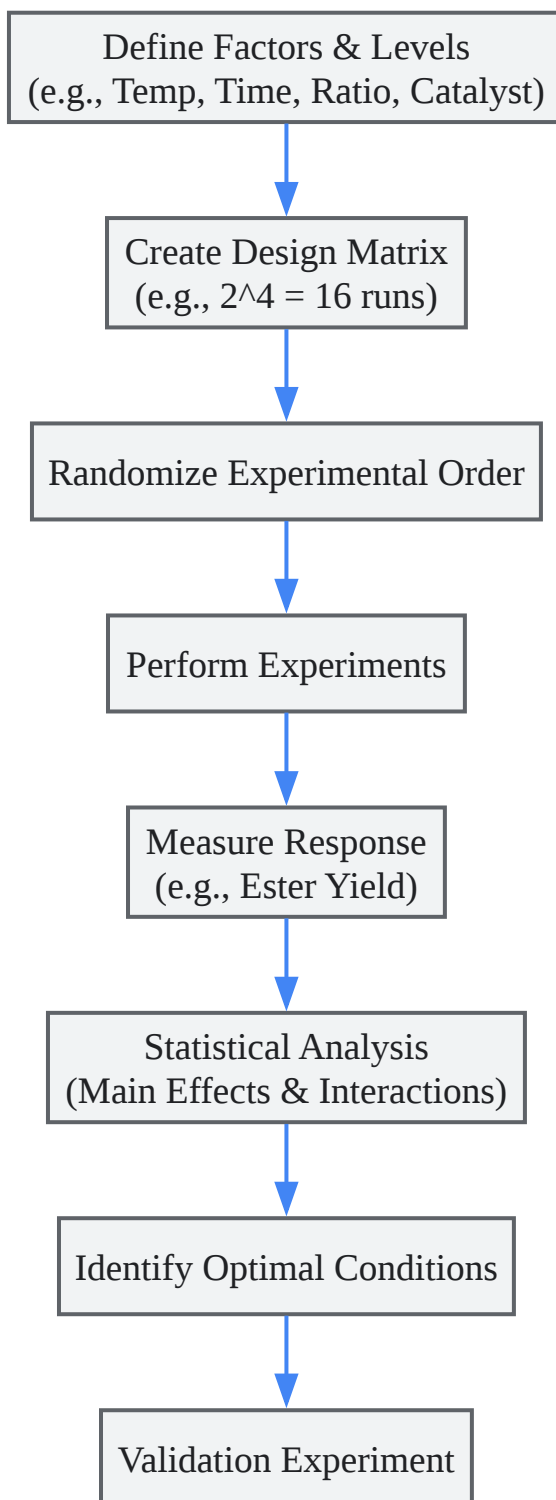 Define Factors & Levels
(e.g., Temp, Time, Ratio, Catalyst)
Create Design Matrix
(e.g., 2^4 = 16 runs)
Randomize Experimental Order
Perform Experiments
Measure Response
(e.g., Ester Yield)
Statistical Analysis
(Main Effects & Interactions)
Identify Optimal Conditions
Validation Experiment